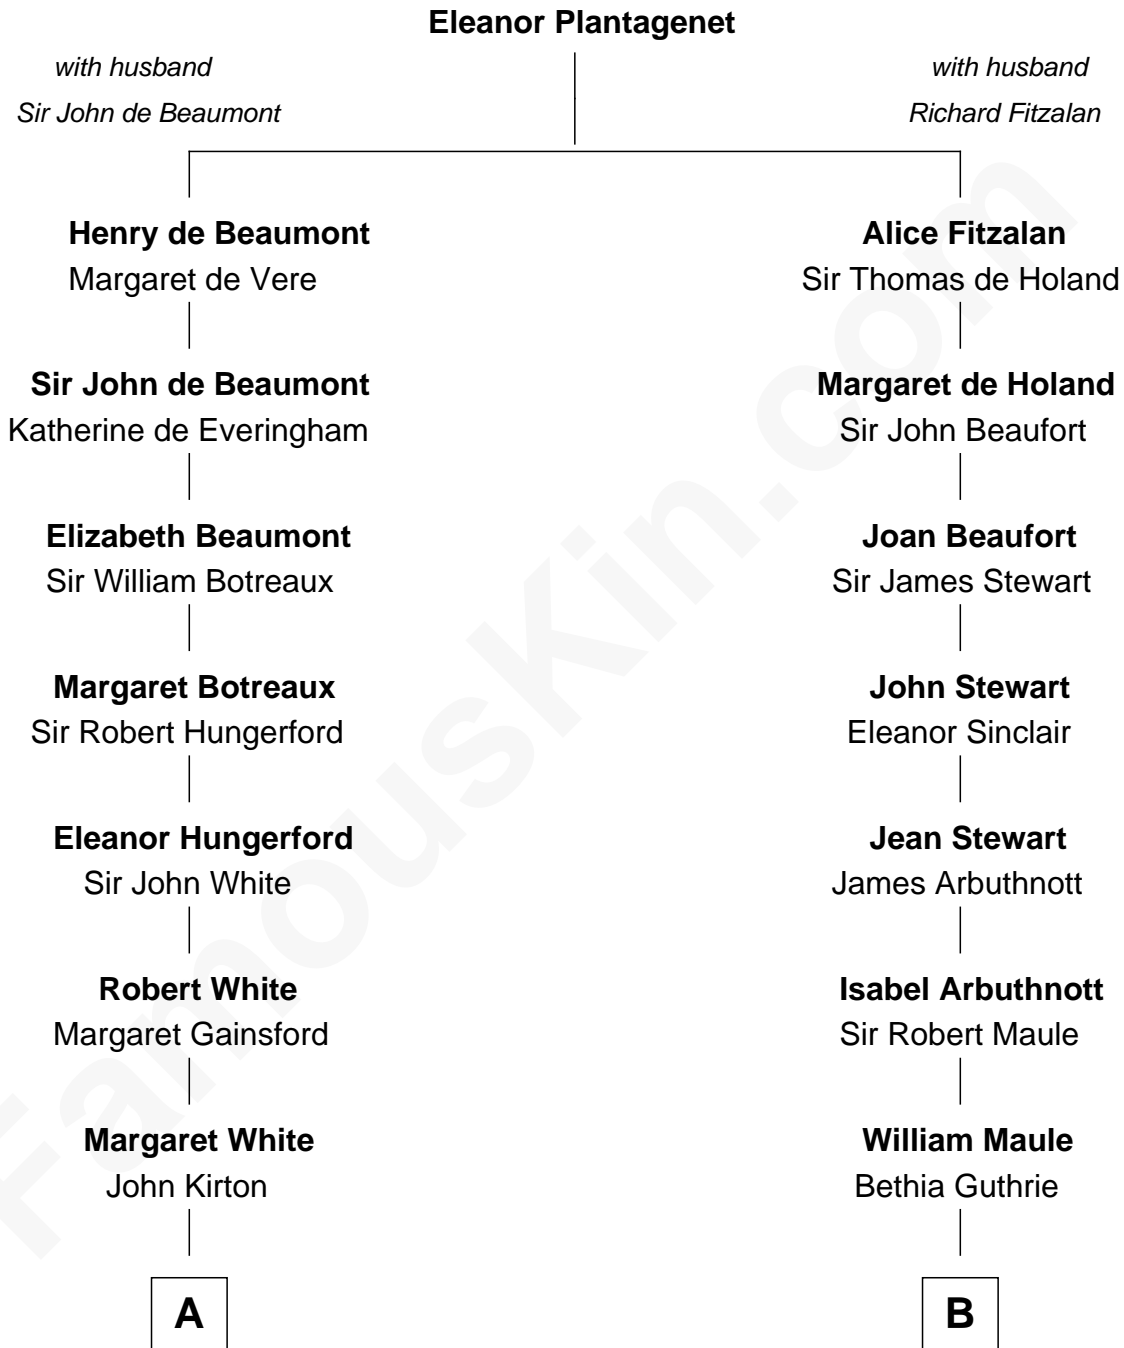 Eleanor Plantagenet
with husband
Sir John de Beaumont
with husband
Richard Fitzalan
Henry de Beaumont
Margaret de Vere
Alice Fitzalan
Sir Thomas de Holand
Sir John de Beaumont
Katherine de Everingham
Margaret de Holand
Sir John Beaufort
Elizabeth Beaumont
Sir William Botreaux
Joan Beaufort
Sir James Stewart
Margaret Botreaux
Sir Robert Hungerford
John Stewart
Eleanor Sinclair
Eleanor Hungerford
Sir John White
Jean Stewart
James Arbuthnott
Robert White
Margaret Gainsford
Isabel Arbuthnott
Sir Robert Maule
Margaret White
John Kirton
William Maule
Bethia Guthrie
A
B
FamousKin.com